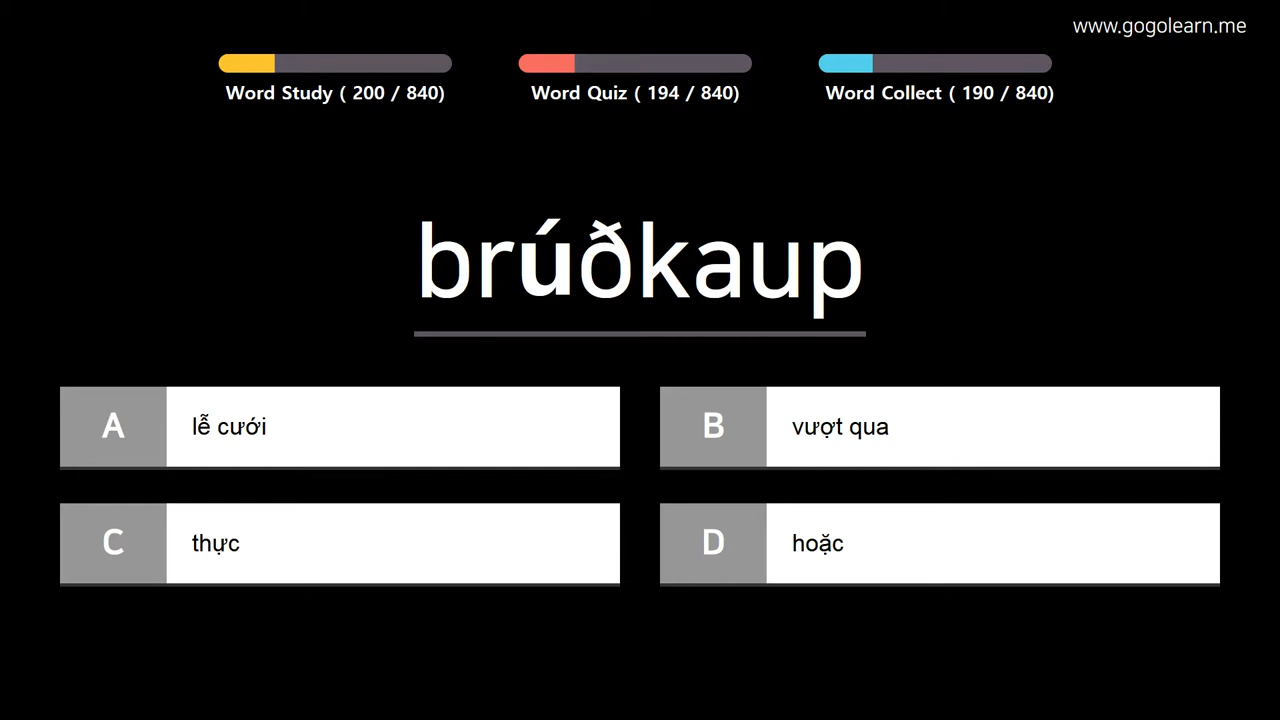 www.gogolearn.me
Word Study ( 200 / 840)
Word Quiz ( 194 / 840)
Word Collect ( 190 / 840)
brúðkaup
A lễ cưới
B vượt qua
C thực
D hoặc